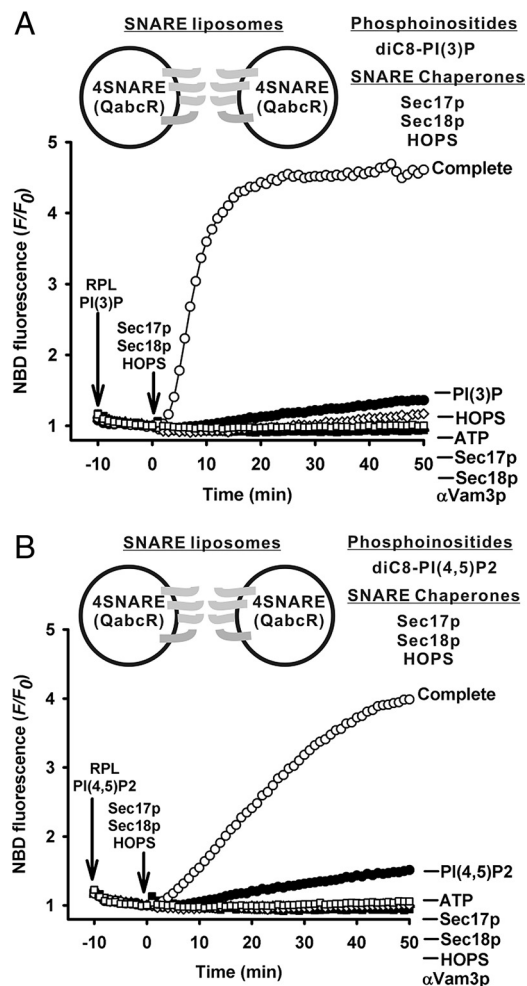 A
SNARE liposomes
Phosphoinositides
diC8-PI(3)P
SNARE Chaperones
Sec17p
Sec18p
HOPS
4SNARE
(QabcR)
4SNARE
(QabcR)
5
4
3
2
1
NBD fluorescence (F/F0)
RPL
PI(3)P
Sec17p
Sec18p
HOPS
Complete
–PI(3)P
–HOPS
–ATP
–Sec17p
–Sec18p
αVam3p
-10 0 10 20 30 40 50
Time (min)
B
SNARE liposomes
Phosphoinositides
diC8-PI(4,5)P2
SNARE Chaperones
Sec17p
Sec18p
HOPS
4SNARE
(QabcR)
4SNARE
(QabcR)
5
4
3
2
1
NBD fluorescence (F/F0)
RPL
PI(4,5)P2
Sec17p
Sec18p
HOPS
Complete
–PI(4,5)P2
–ATP
–Sec17p
–Sec18p
–HOPS
αVam3p
-10 0 10 20 30 40 50
Time (min)